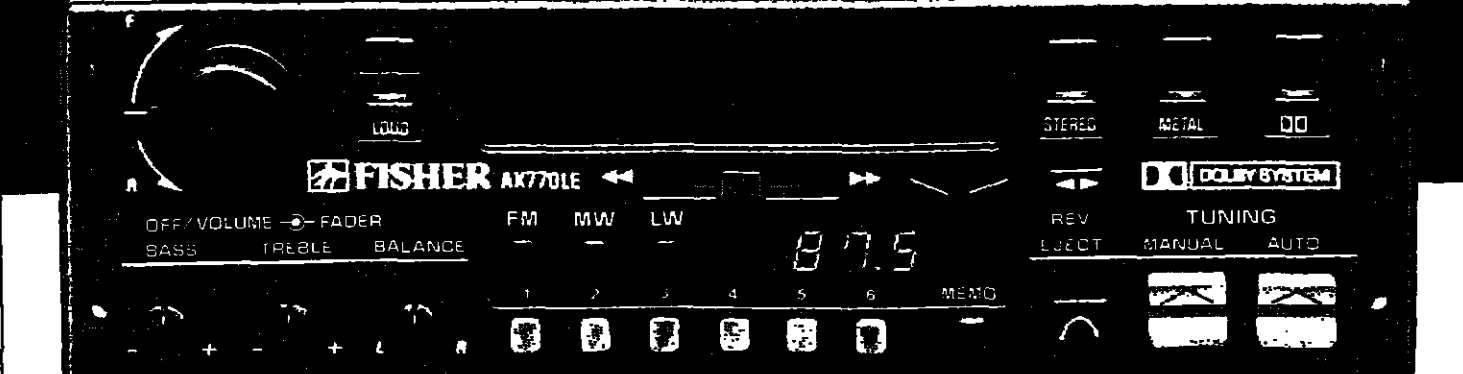 F
LOUD
STEREO METAL
R
FISHER AX770LE DOLBY SYSTEM
OFF/VOLUME FADER FM MW LW REV TUNING
BASS TREBLE BALANCE 87.5 EJECT MANUAL AUTO
1 2 3 4 5 6 MEMO
- + - + L R